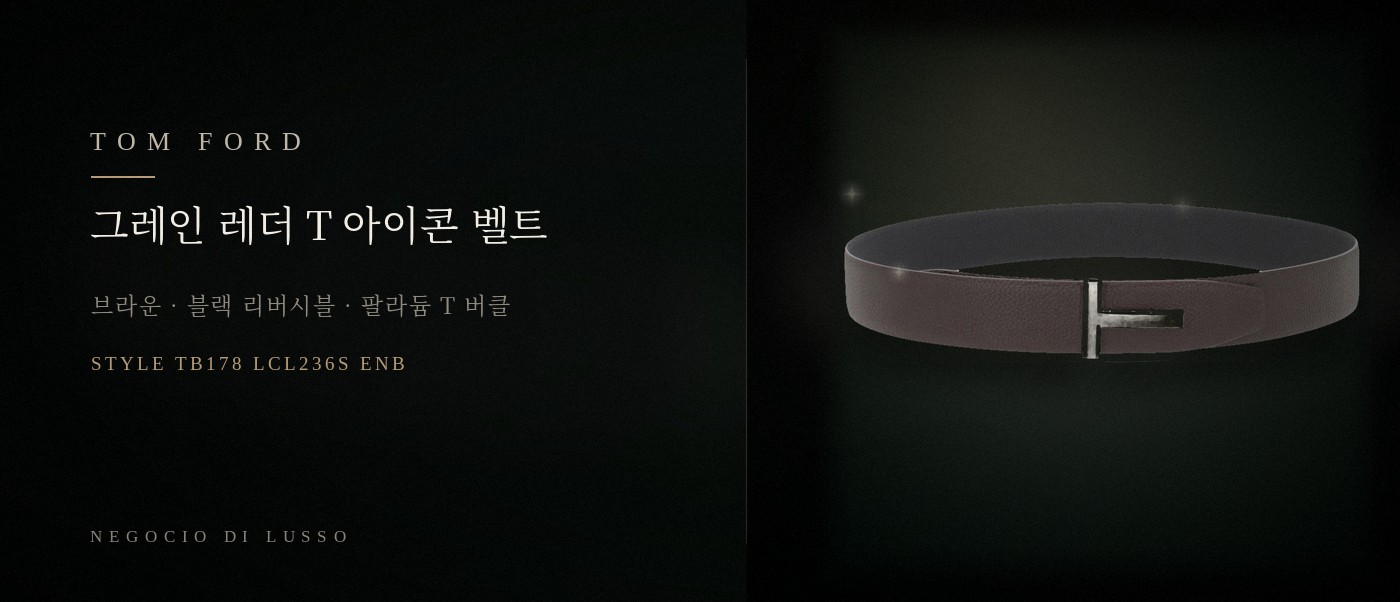 TOM FORD
그레인 레더 T 아이콘 벨트
브라운 · 블랙 리버시블 · 팔라듐 T 버클
STYLE TB178 LCL236S ENB
NEGOCIO DI LUSSO